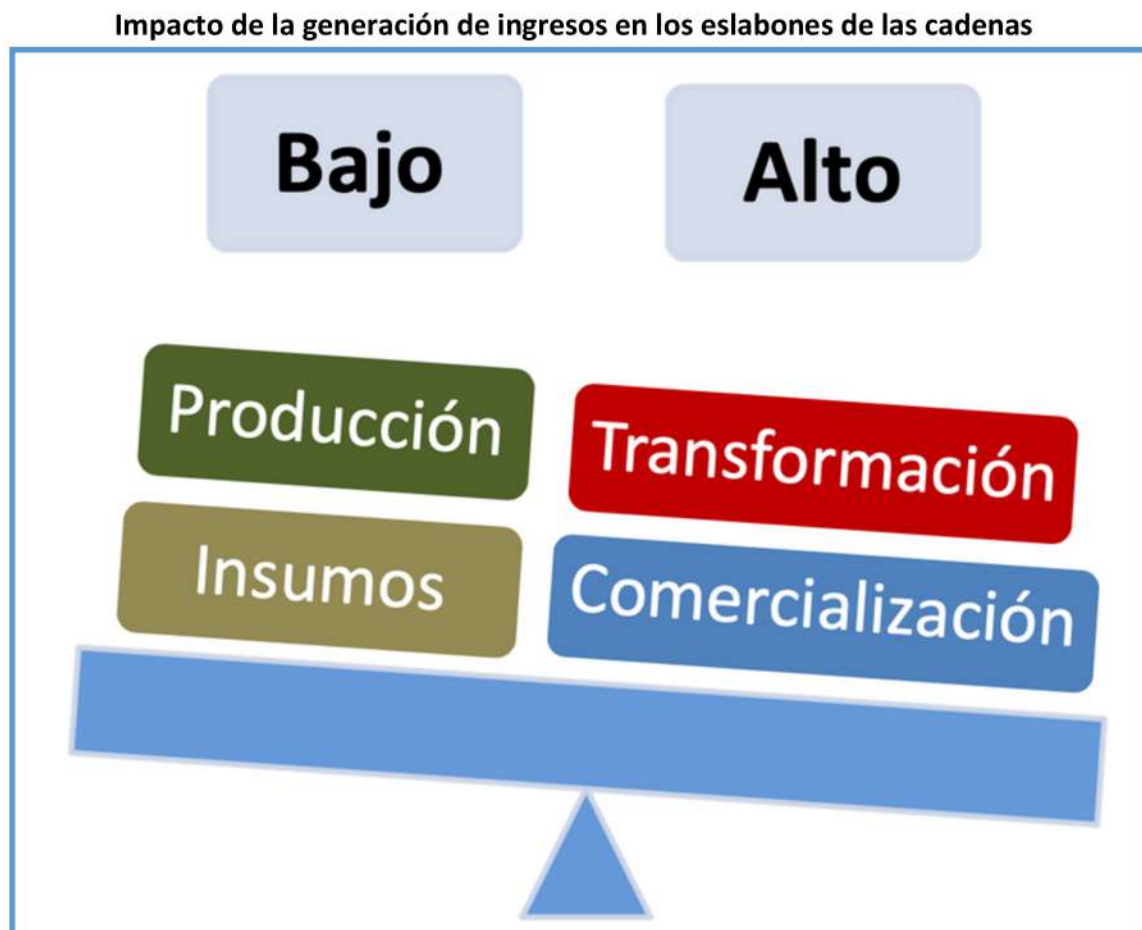 Impacto de la generación de ingresos en los eslabones de las cadenas
Bajo
Alto
Producción
Transformación
Insumos
Comercialización